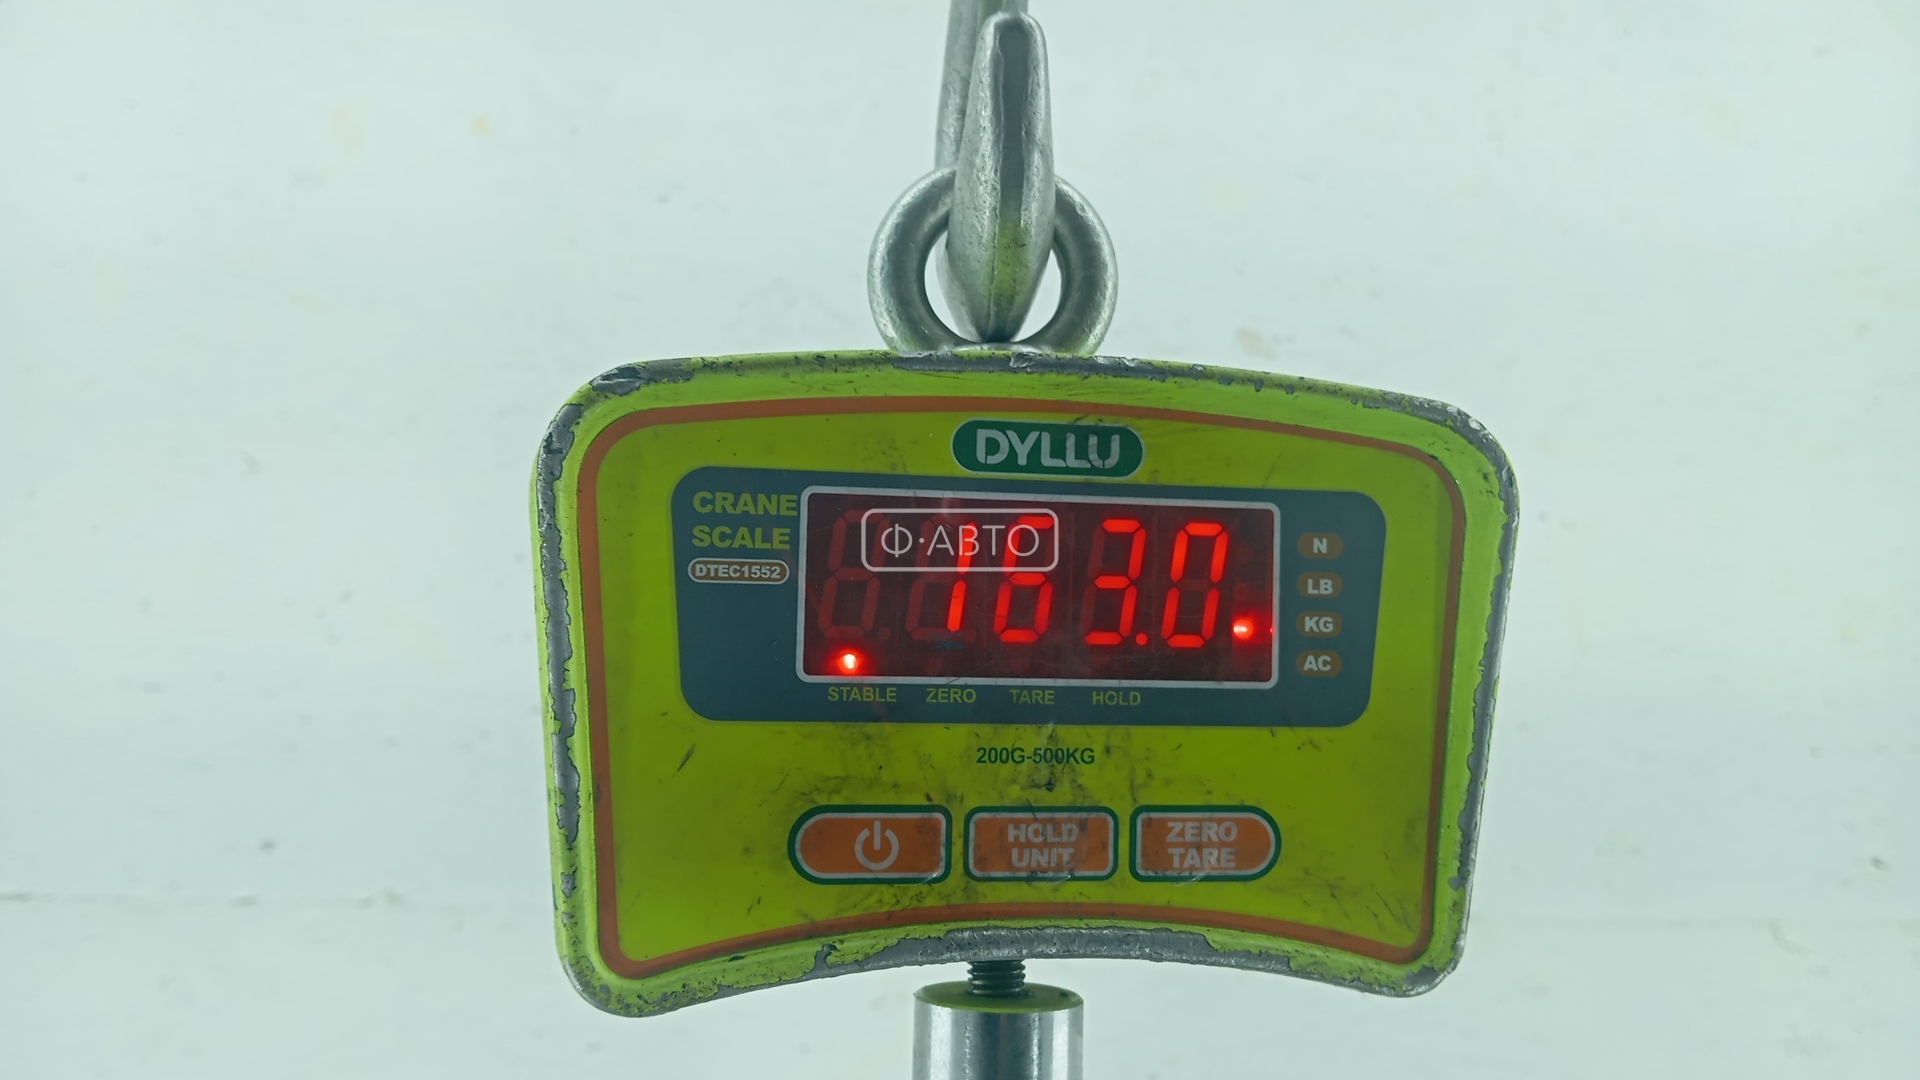 DYLLU
CRANE
SCALE
DTEC1552
163.0
Ф·АВТО
N
LB
KG
AC
STABLE ZERO TARE HOLD
200G-500KG
HOLD
UNIT
ZERO
TARE